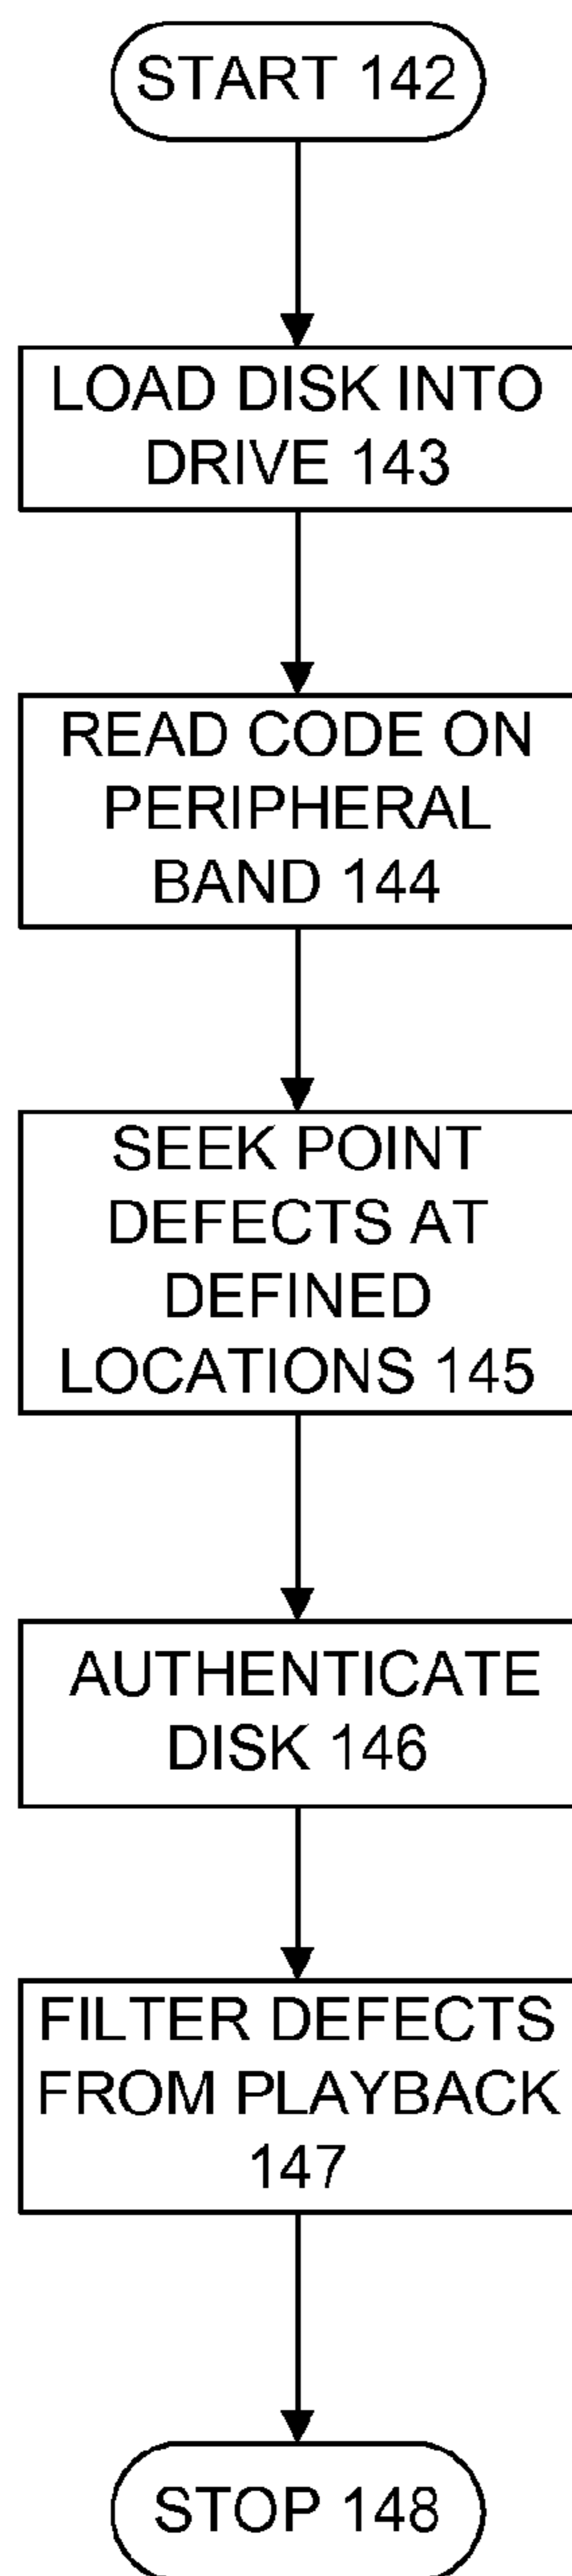 START 142
LOAD DISK INTO
DRIVE 143
READ CODE ON
PERIPHERAL
BAND 144
SEEK POINT
DEFECTS AT
DEFINED
LOCATIONS 145
AUTHENTICATE
DISK 146
FILTER DEFECTS
FROM PLAYBACK
147
STOP 148